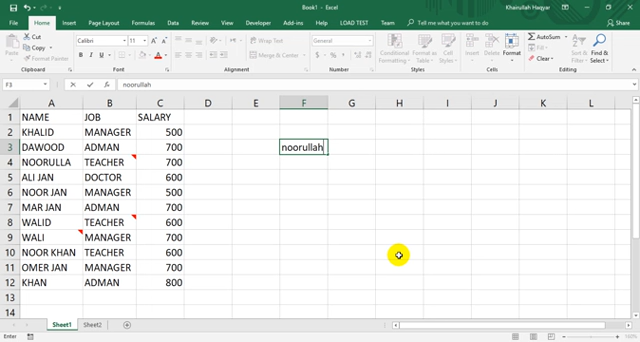 Book1 - Excel
Khairullah Haqyar
File Home Insert Page Layout Formulas Data Review View Developer Add-ins Help LOAD TEST Team Tell me what you want to do Share
Cut
Copy
Format Painter
Paste
Clipboard
Calibri 11
B I U
Font
Wrap Text
Merge & Center
Alignment
General
$ % ,
Number
Conditional Formatting Format as Table Cell Styles
Styles
Insert Delete Format
Cells
AutoSum
Fill
Clear
Sort & Filter Find & Select
Editing
F3 fx noorullah
A B C D E F G H I J K L
1 NAME JOB SALARY
2 KHALID MANAGER 500
3 DAWOOD ADMAN 700 noorullah
4 NOORULLA TEACHER 700
5 ALI JAN DOCTOR 600
6 NOOR JAN MANAGER 500
7 MAR JAN ADMAN 700
8 WALID TEACHER 600
9 WALI MANAGER 700
10 NOOR KHAN TEACHER 600
11 OMER JAN MANAGER 700
12 KHAN ADMAN 800
13
14
Sheet1 Sheet2
Enter